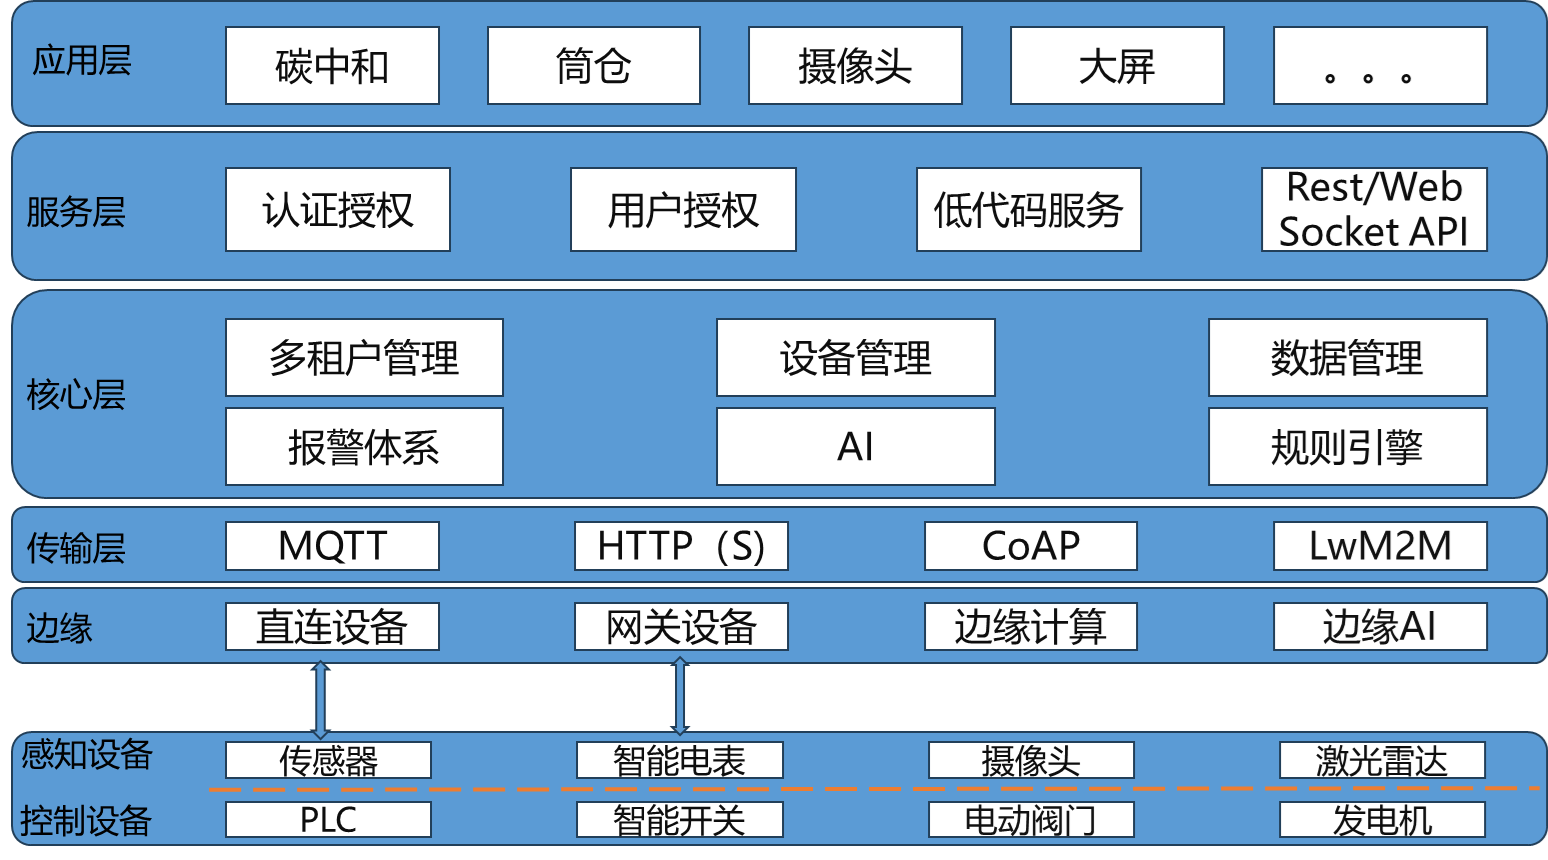 应用层
碳中和
筒仓
摄像头
大屏
。。。
服务层
认证授权
用户授权
低代码服务
Rest/Web
Socket API
核心层
多租户管理
设备管理
数据管理
报警体系
AI
规则引擎
传输层
MQTT
HTTP（S）
CoAP
LwM2M
边缘
直连设备
网关设备
边缘计算
边缘AI
感知设备
传感器
智能电表
摄像头
激光雷达
控制设备
PLC
智能开关
电动阀门
发电机